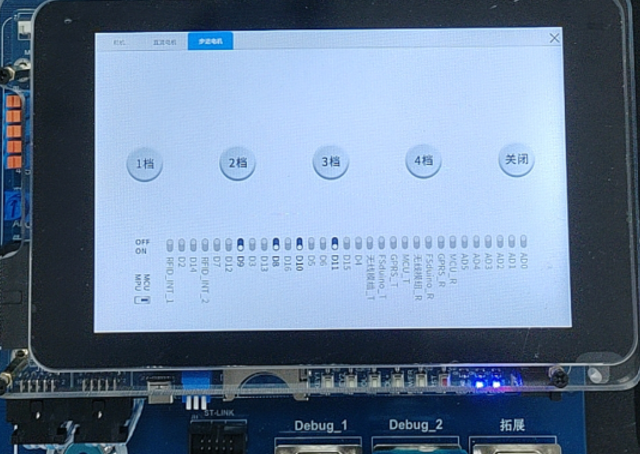 舵机 直流电机 步进电机
1档 2档 3档 4档 关闭
OFF
ON
RFID_INT_1
D2
D14
RFID_INT_2
D7
D12
D9
D3
D13
D8
D16
D10
D5
D6
D11
D15
D4
无线模组_T
FSduino_T
GPRS_T
MCU_T
无线模组_R
FSduino_R
GPRS_R
MCU_R
AD5
AD4
AD3
AD2
AD1
AD0
MCU
MPU
ST-LINK
Debug_1 Debug_2 拓展